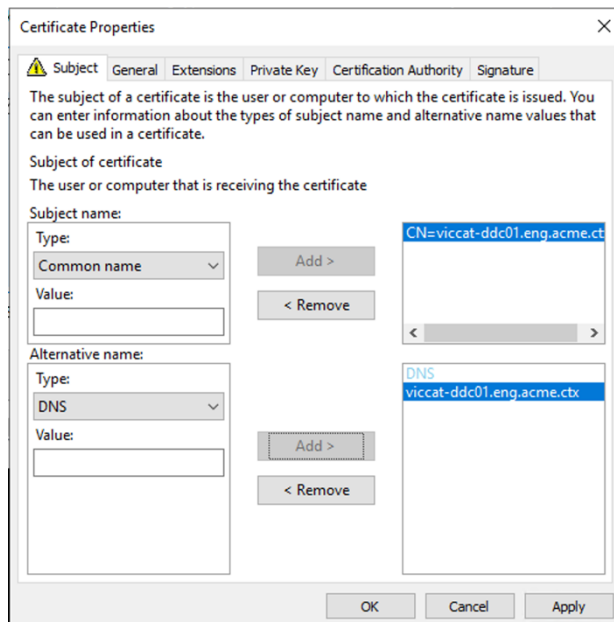 Certificate Properties
Subject General Extensions Private Key Certification Authority Signature
The subject of a certificate is the user or computer to which the certificate is issued. You
can enter information about the types of subject name and alternative name values that
can be used in a certificate.
Subject of certificate
The user or computer that is receiving the certificate
Subject name:
Type:
Common name
Value:
Add >
< Remove
CN=viccat-ddc01.eng.acme.ct
Alternative name:
Type:
DNS
Value:
Add >
< Remove
DNS
viccat-ddc01.eng.acme.ctx
OK Cancel Apply